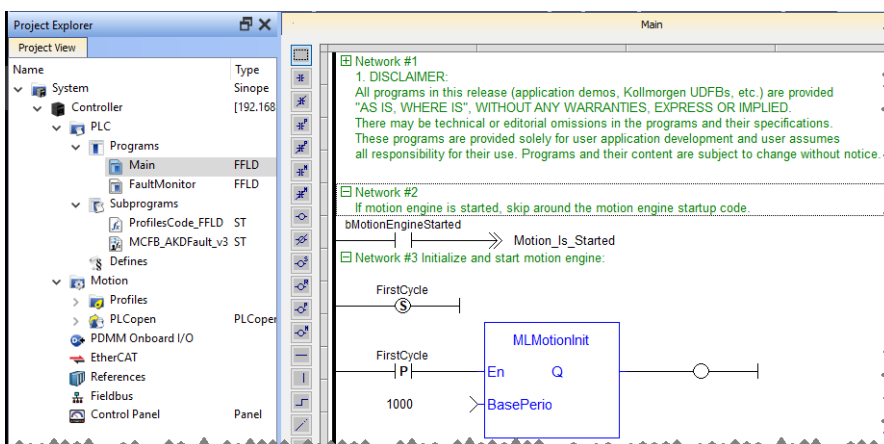 Project Explorer
Project View
Name Type
System Sinope
Controller [192.168
PLC
Programs
Main FFLD
FaultMonitor FFLD
Subprograms
ProfilesCode_FFLD ST
MCFB_AKDFault_v3 ST
Defines
Motion
Profiles
PLCopen PLCoper
PDMM Onboard I/O
EtherCAT
References
Fieldbus
Control Panel Panel
Main
Network #1
1. DISCLAIMER:
All programs in this release (application demos, Kollmorgen UDFBs, etc.) are provided
"AS IS, WHERE IS", WITHOUT ANY WARRANTIES, EXPRESS OR IMPLIED.
There may be technical or editorial omissions in the programs and their specifications.
These programs are provided solely for user application development and user assumes
all responsibility for their use. Programs and their content are subject to change without notice.
Network #2
If motion engine is started, skip around the motion engine startup code.
bMotionEngineStarted
Motion_Is_Started
Network #3 Initialize and start motion engine:
FirstCycle
S
MLMotionInit
FirstCycle
P
En Q
1000
BasePerio